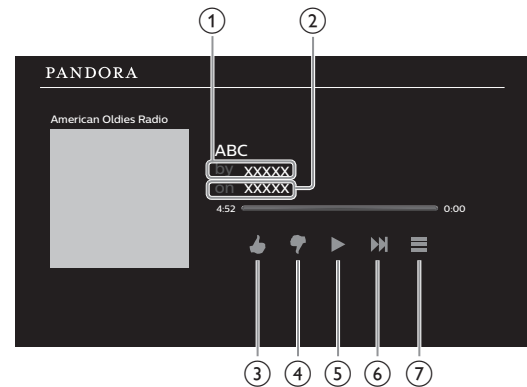 1 2
PANDORA
American Oldies Radio
ABC
by xxxxx
on xxxxx
4:52 0:00
3 4 5 6 7